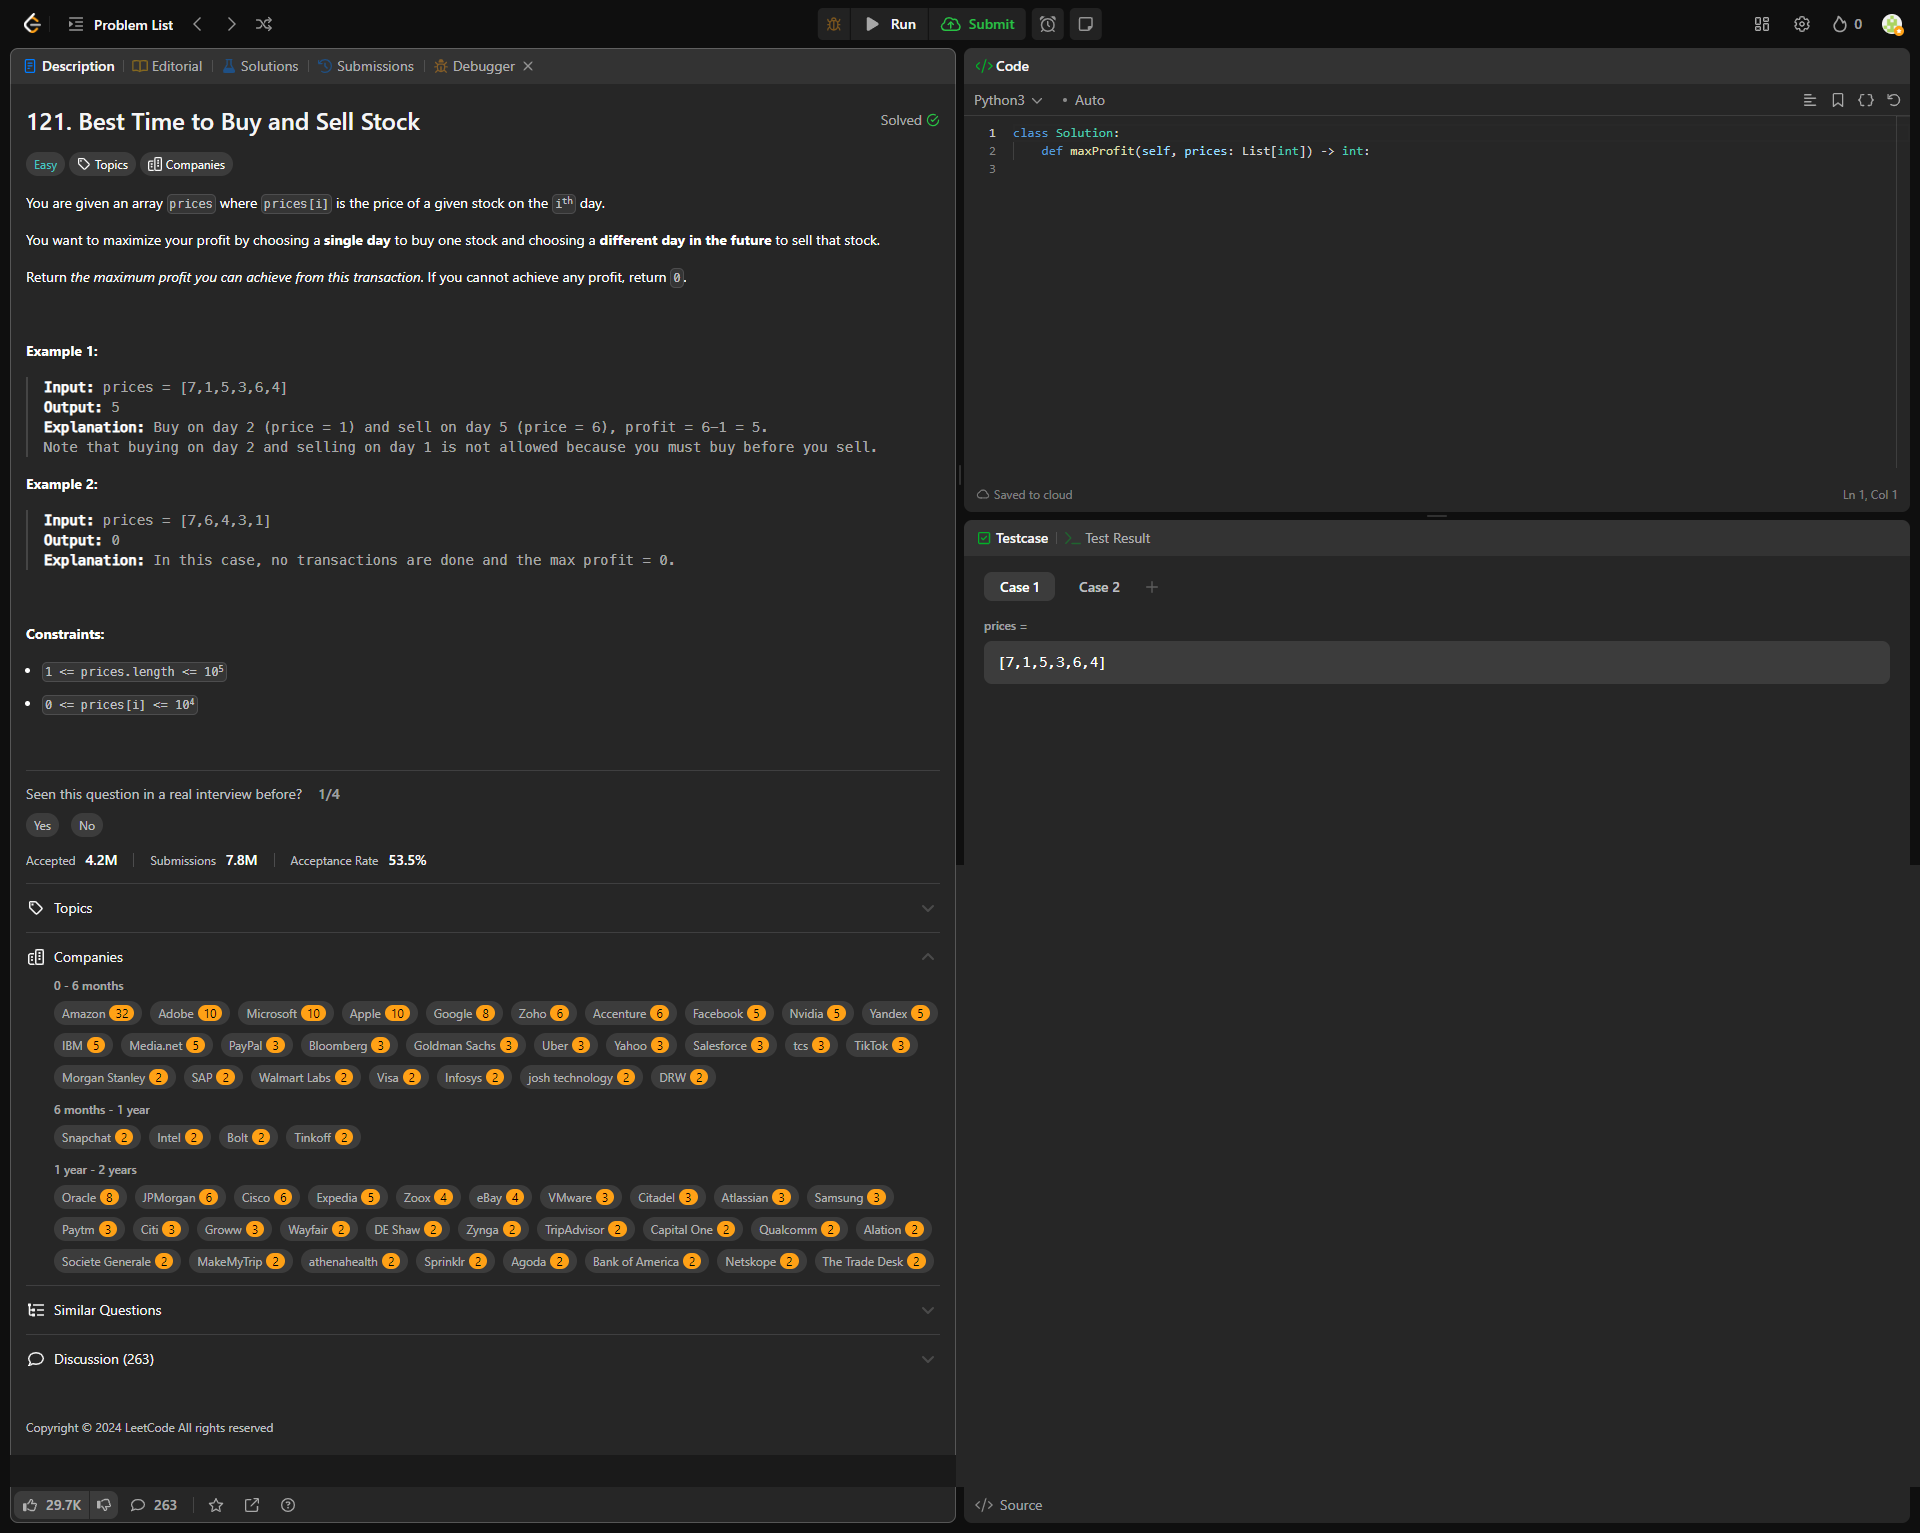 Problem List
Run
Submit
0
Description
Editorial
Solutions
Submissions
Debugger
121. Best Time to Buy and Sell Stock
Solved
Easy
Topics
Companies
You are given an array prices where prices[i] is the price of a given stock on the ith day.
You want to maximize your profit by choosing a single day to buy one stock and choosing a different day in the future to sell that stock.
Return the maximum profit you can achieve from this transaction. If you cannot achieve any profit, return 0.
Example 1:
Input: prices = [7,1,5,3,6,4]
Output: 5
Explanation: Buy on day 2 (price = 1) and sell on day 5 (price = 6), profit = 6-1 = 5.
Note that buying on day 2 and selling on day 1 is not allowed because you must buy before you sell.
Example 2:
Input: prices = [7,6,4,3,1]
Output: 0
Explanation: In this case, no transactions are done and the max profit = 0.
Constraints:
1 <= prices.length <= 10⁵
0 <= prices[i] <= 10⁴
Seen this question in a real interview before? 1/4
Yes No
Accepted 4.2M Submissions 7.8M Acceptance Rate 53.5%
Topics
Companies
0 - 6 months
Amazon 32 Adobe 10 Microsoft 10 Apple 10 Google 8 Zoho 6 Accenture 6 Facebook 5 Nvidia 5 Yandex 5
IBM 5 Media.net 5 PayPal 3 Bloomberg 3 Goldman Sachs 3 Uber 3 Yahoo 3 Salesforce 3 tcs 3 TikTok 3
Morgan Stanley 2 SAP 2 Walmart Labs 2 Visa 2 Infosys 2 josh technology 2 DRW 2
6 months - 1 year
Snapchat 2 Intel 2 Bolt 2 Tinkoff 2
1 year - 2 years
Oracle 8 JPMorgan 6 Cisco 6 Expedia 5 Zoox 4 eBay 4 VMware 3 Citadel 3 Atlassian 3 Samsung 3
Paytm 3 Citi 3 Groww 3 Wayfair 2 DE Shaw 2 Zynga 2 TripAdvisor 2 Capital One 2 Qualcomm 2 Alation 2
Societe Generale 2 MakeMyTrip 2 athenahealth 2 Sprinklr 2 Agoda 2 Bank of America 2 Netskope 2 The Trade Desk 2
Similar Questions
Discussion (263)
Copyright © 2024 LeetCode All rights reserved
29.7K 263
Code
Python3 • Auto
1 class Solution:
2 def maxProfit(self, prices: List[int]) -> int:
3
Saved to cloud
Ln 1, Col 1
Testcase
Test Result
Case 1 Case 2 +
prices =
[7,1,5,3,6,4]
</> Source